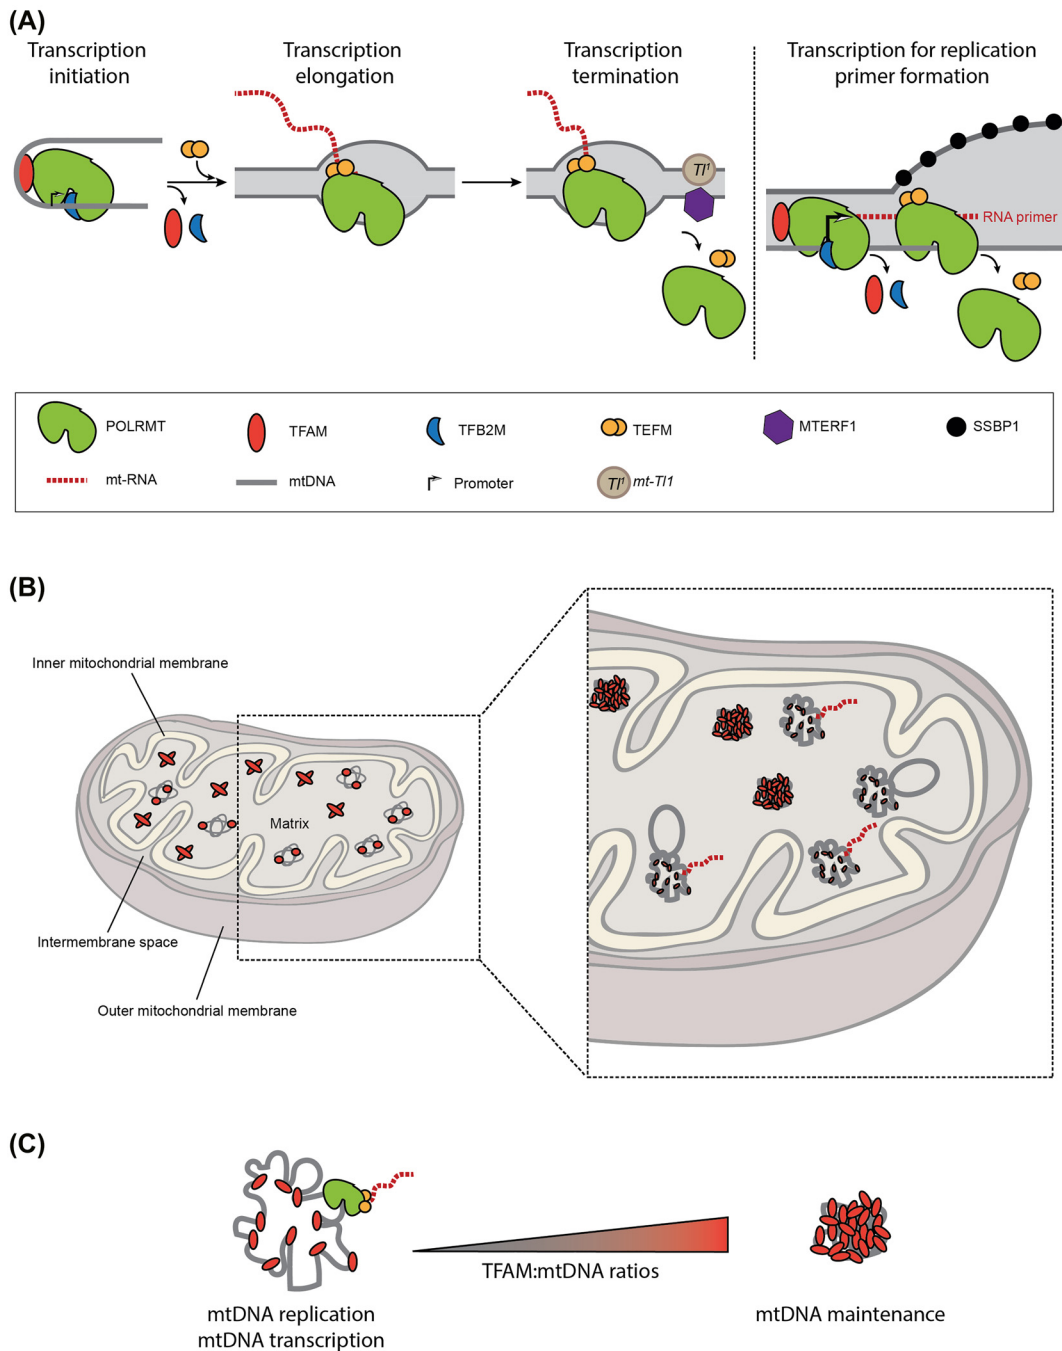 (A)
Transcription
initiation
Transcription
elongation
Transcription
termination
Transcription for replication
primer formation
Tl¹
RNA primer
POLRMT
TFAM
TFB2M
TEFM
MTERF1
SSBP1
mt-RNA
mtDNA
Promoter
Tl¹ mt-Tl1
(B)
Inner mitochondrial membrane
Matrix
Intermembrane space
Outer mitochondrial membrane
(C)
TFAM:mtDNA ratios
mtDNA replication
mtDNA transcription
mtDNA maintenance